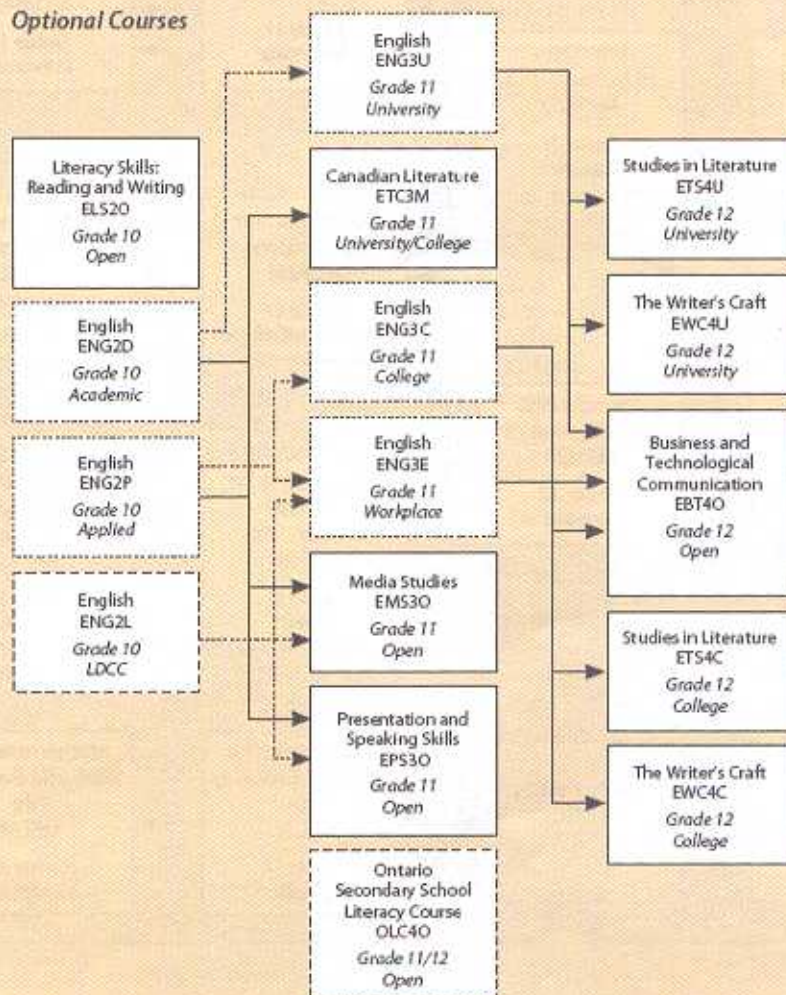 Optional Courses
Literacy Skills:
Reading and Writing
ELS2O
Grade 10
Open
English
ENG2D
Grade 10
Academic
English
ENG2P
Grade 10
Applied
English
ENG2L
Grade 10
LDCC
English
ENG3U
Grade 11
University
Canadian Literature
ETC3M
Grade 11
University/College
English
ENG3C
Grade 11
College
English
ENG3E
Grade 11
Workplace
Media Studies
EMS3O
Grade 11
Open
Presentation and
Speaking Skills
EPS3O
Grade 11
Open
Ontario
Secondary School
Literacy Course
OLC4O
Grade 11/12
Open
Studies in Literature
ETS4U
Grade 12
University
The Writer's Craft
EWC4U
Grade 12
University
Business and
Technological
Communication
EBT4O
Grade 12
Open
Studies in Literature
ETS4C
Grade 12
College
The Writer's Craft
EWC4C
Grade 12
College